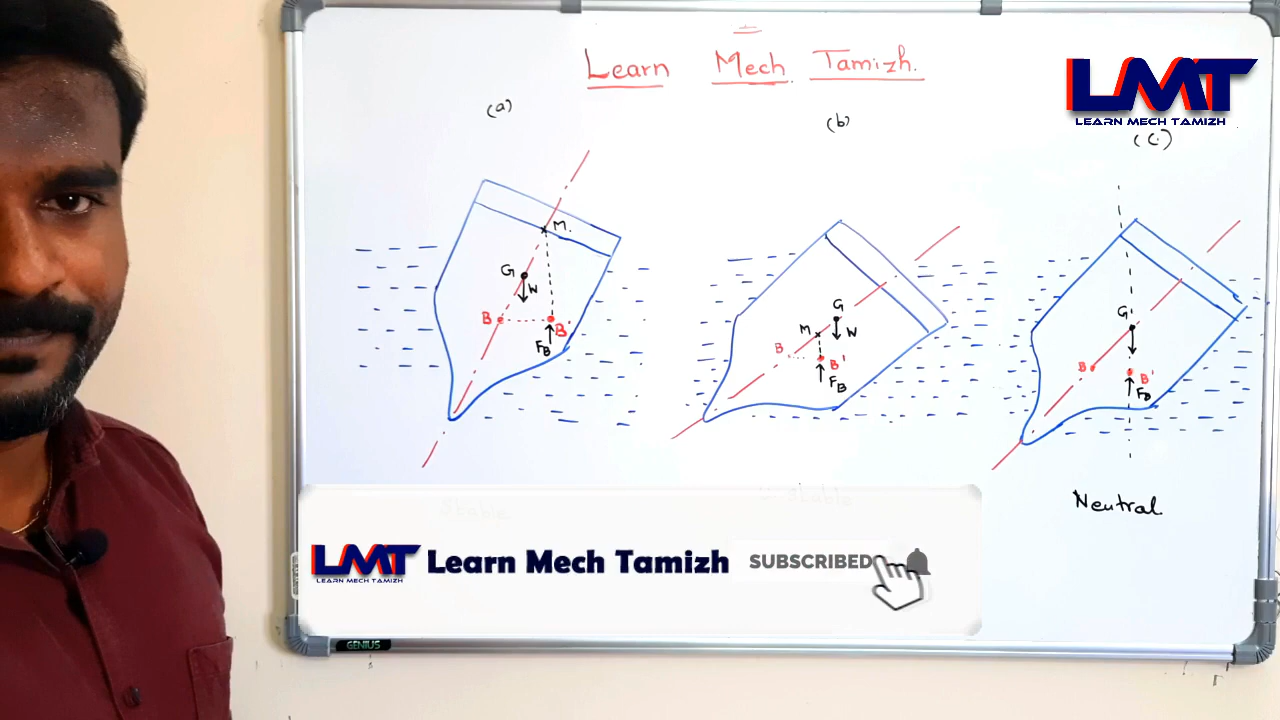 Learn Mech Tamizh.
LMT
LEARN MECH TAMIZH
(a)
(b)
(c)
M.
G
W
B
B'
FB
G
M
W
B
B'
FB
G
B
B'
FB
Neutral
LMT Learn Mech Tamizh SUBSCRIBED
LEARN MECH TAMIZH
GENIUS